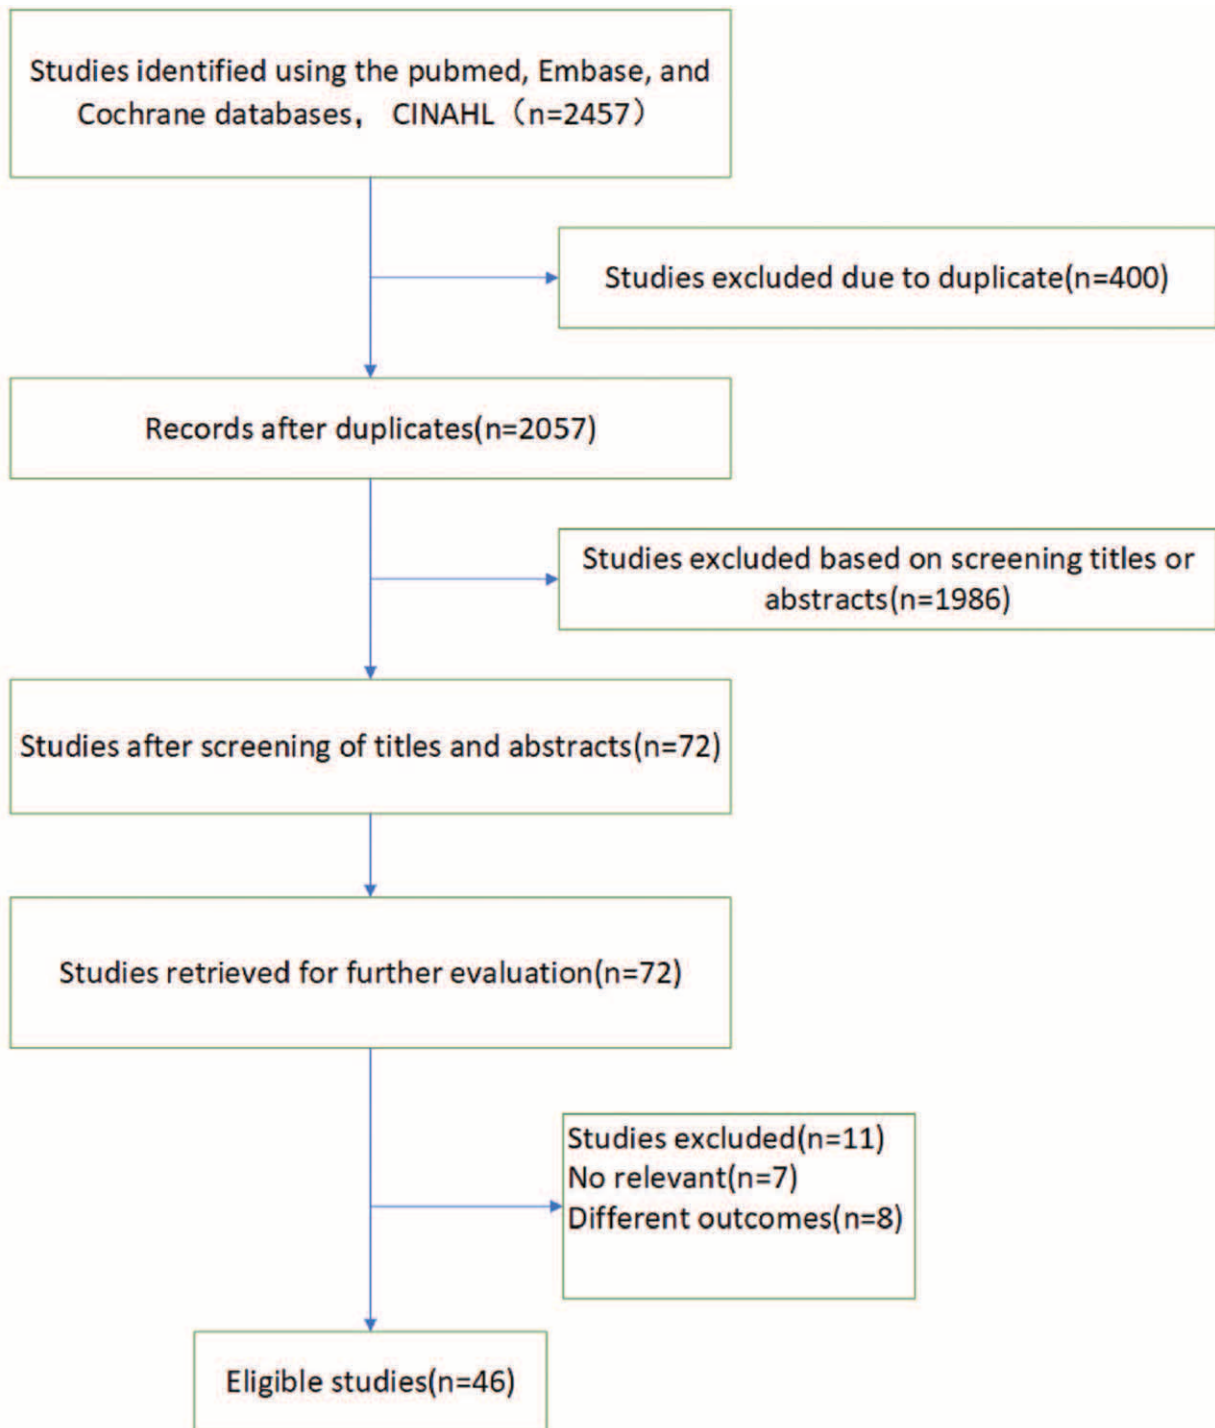 Studies identified using the pubmed, Embase, and
Cochrane databases， CINAHL（n=2457）
Studies excluded due to duplicate(n=400)
Records after duplicates(n=2057)
Studies excluded based on screening titles or
abstracts(n=1986)
Studies after screening of titles and abstracts(n=72)
Studies retrieved for further evaluation(n=72)
Studies excluded(n=11)
No relevant(n=7)
Different outcomes(n=8)
Eligible studies(n=46)